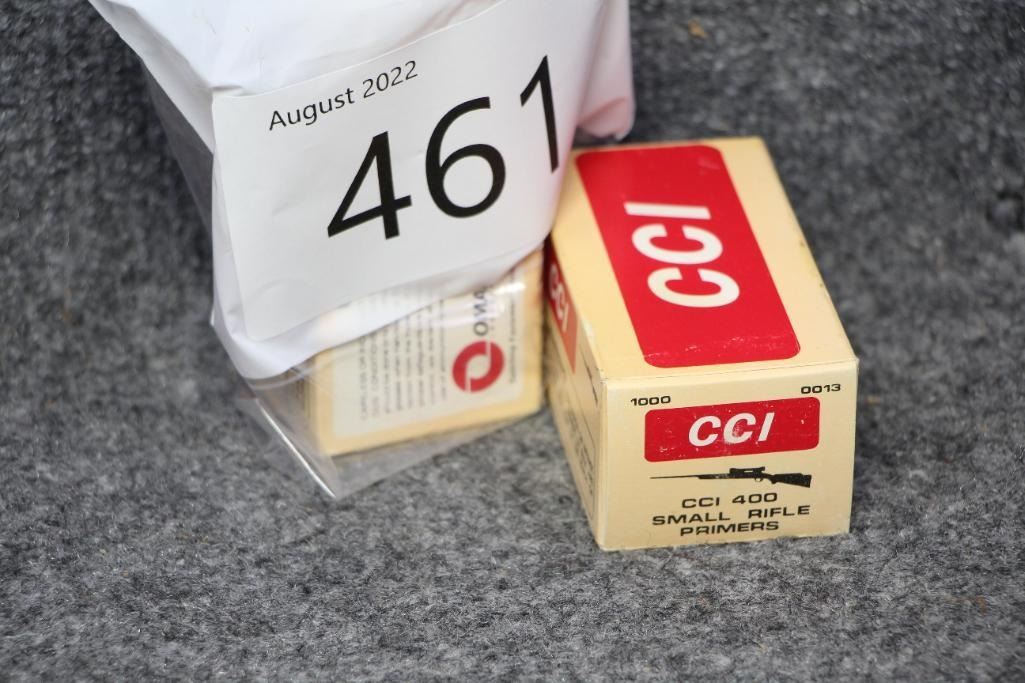 August 2022
461
CCI
CCI
1000 0013
CCI
CCI 400
SMALL RIFLE
PRIMERS